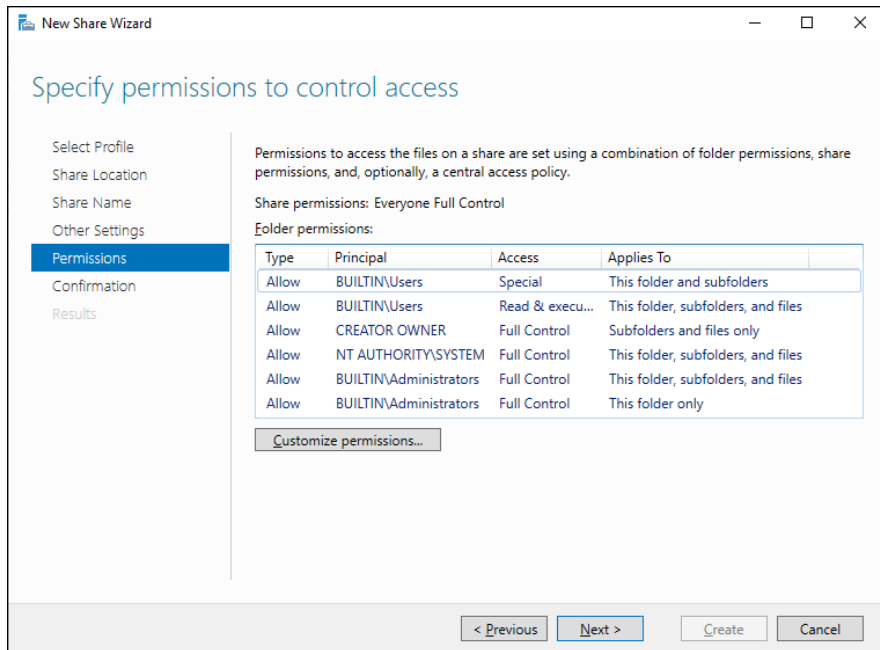 New Share Wizard
Specify permissions to control access
Select Profile
Share Location
Share Name
Other Settings
Permissions
Confirmation
Results
Permissions to access the files on a share are set using a combination of folder permissions, share
permissions, and, optionally, a central access policy.
Share permissions: Everyone Full Control
Folder permissions:
Type Principal Access Applies To
Allow BUILTIN\Users Special This folder and subfolders
Allow BUILTIN\Users Read & execu... This folder, subfolders, and files
Allow CREATOR OWNER Full Control Subfolders and files only
Allow NT AUTHORITY\SYSTEM Full Control This folder, subfolders, and files
Allow BUILTIN\Administrators Full Control This folder, subfolders, and files
Allow BUILTIN\Administrators Full Control This folder only
Customize permissions...
< Previous Next > Create Cancel